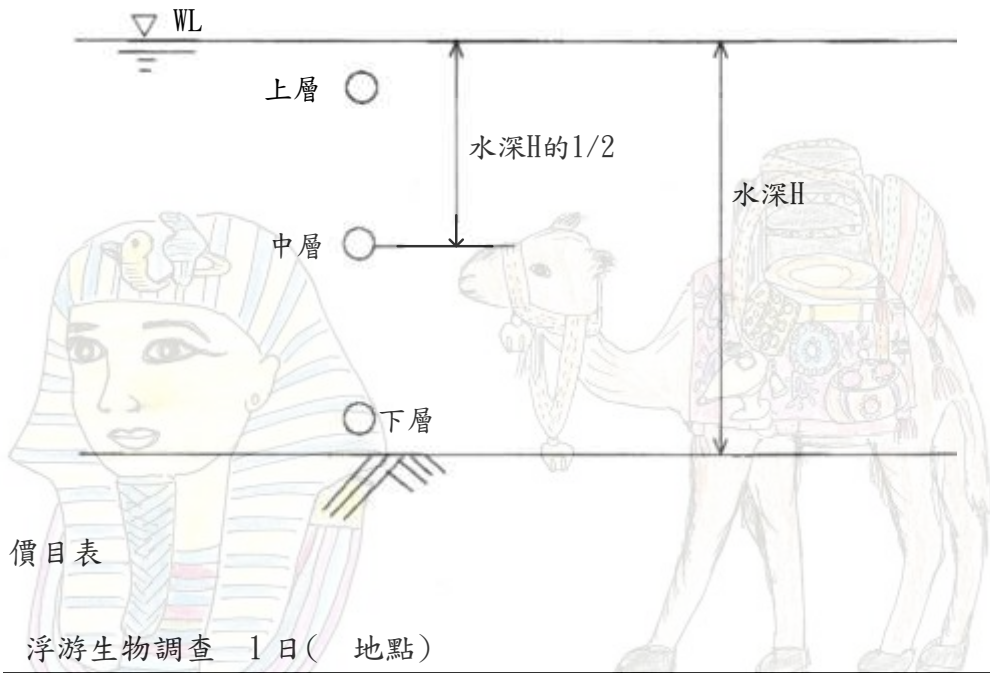 WL
上層
水深H的1/2
水深H
中層
下層
價目表
浮游生物調查　1日(　地點)